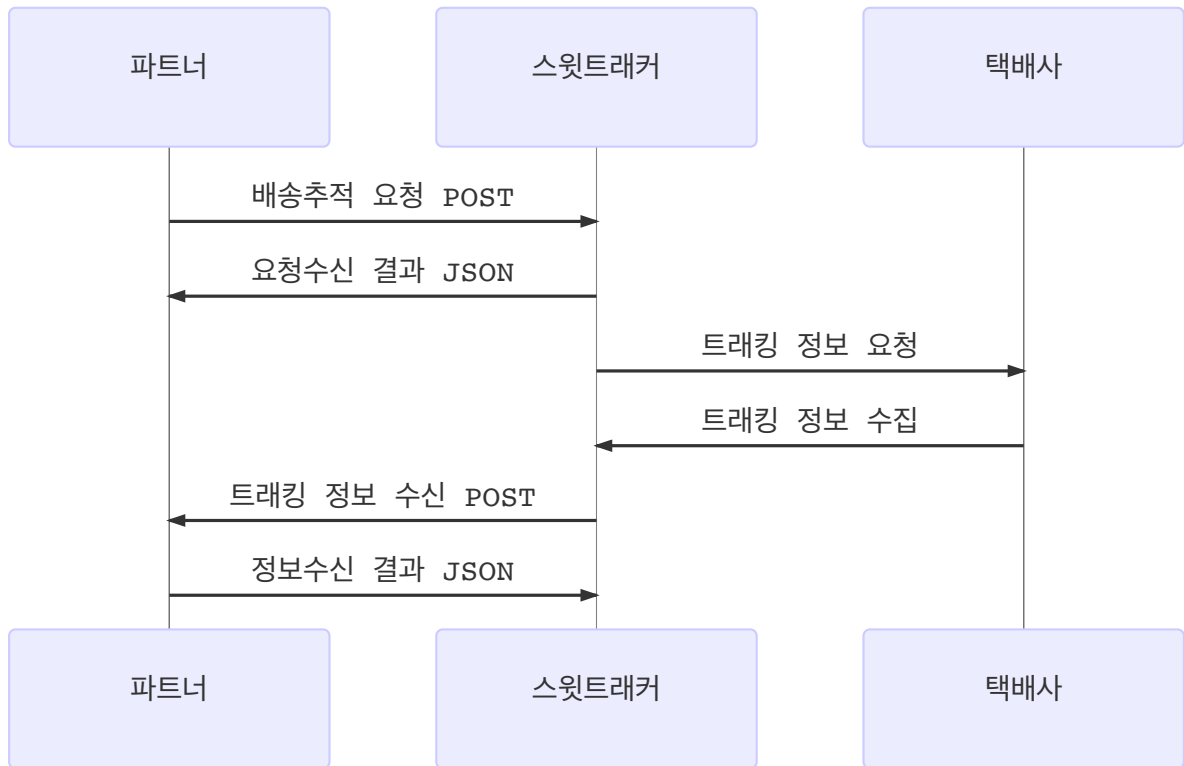 파트너
스윗트래커
택배사
배송추적 요청 POST
요청수신 결과 JSON
트래킹 정보 요청
트래킹 정보 수집
트래킹 정보 수신 POST
정보수신 결과 JSON
파트너
스윗트래커
택배사